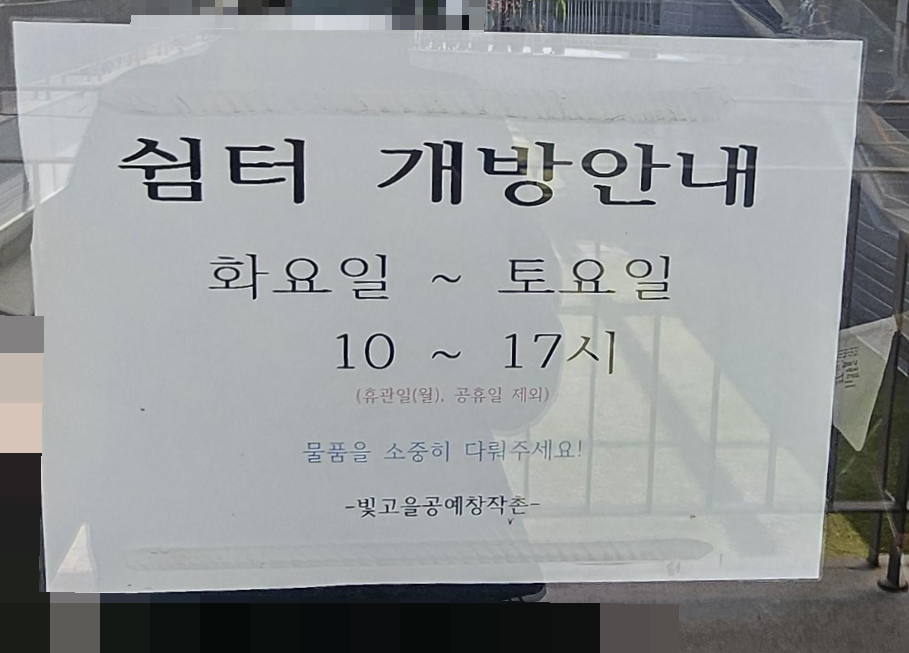 쉼터 개방안내
화요일 ~ 토요일
10 ~ 17시
(휴관일(월), 공휴일 제외)
물품을 소중히 다뤄주세요!
-빛고을공예창작촌-